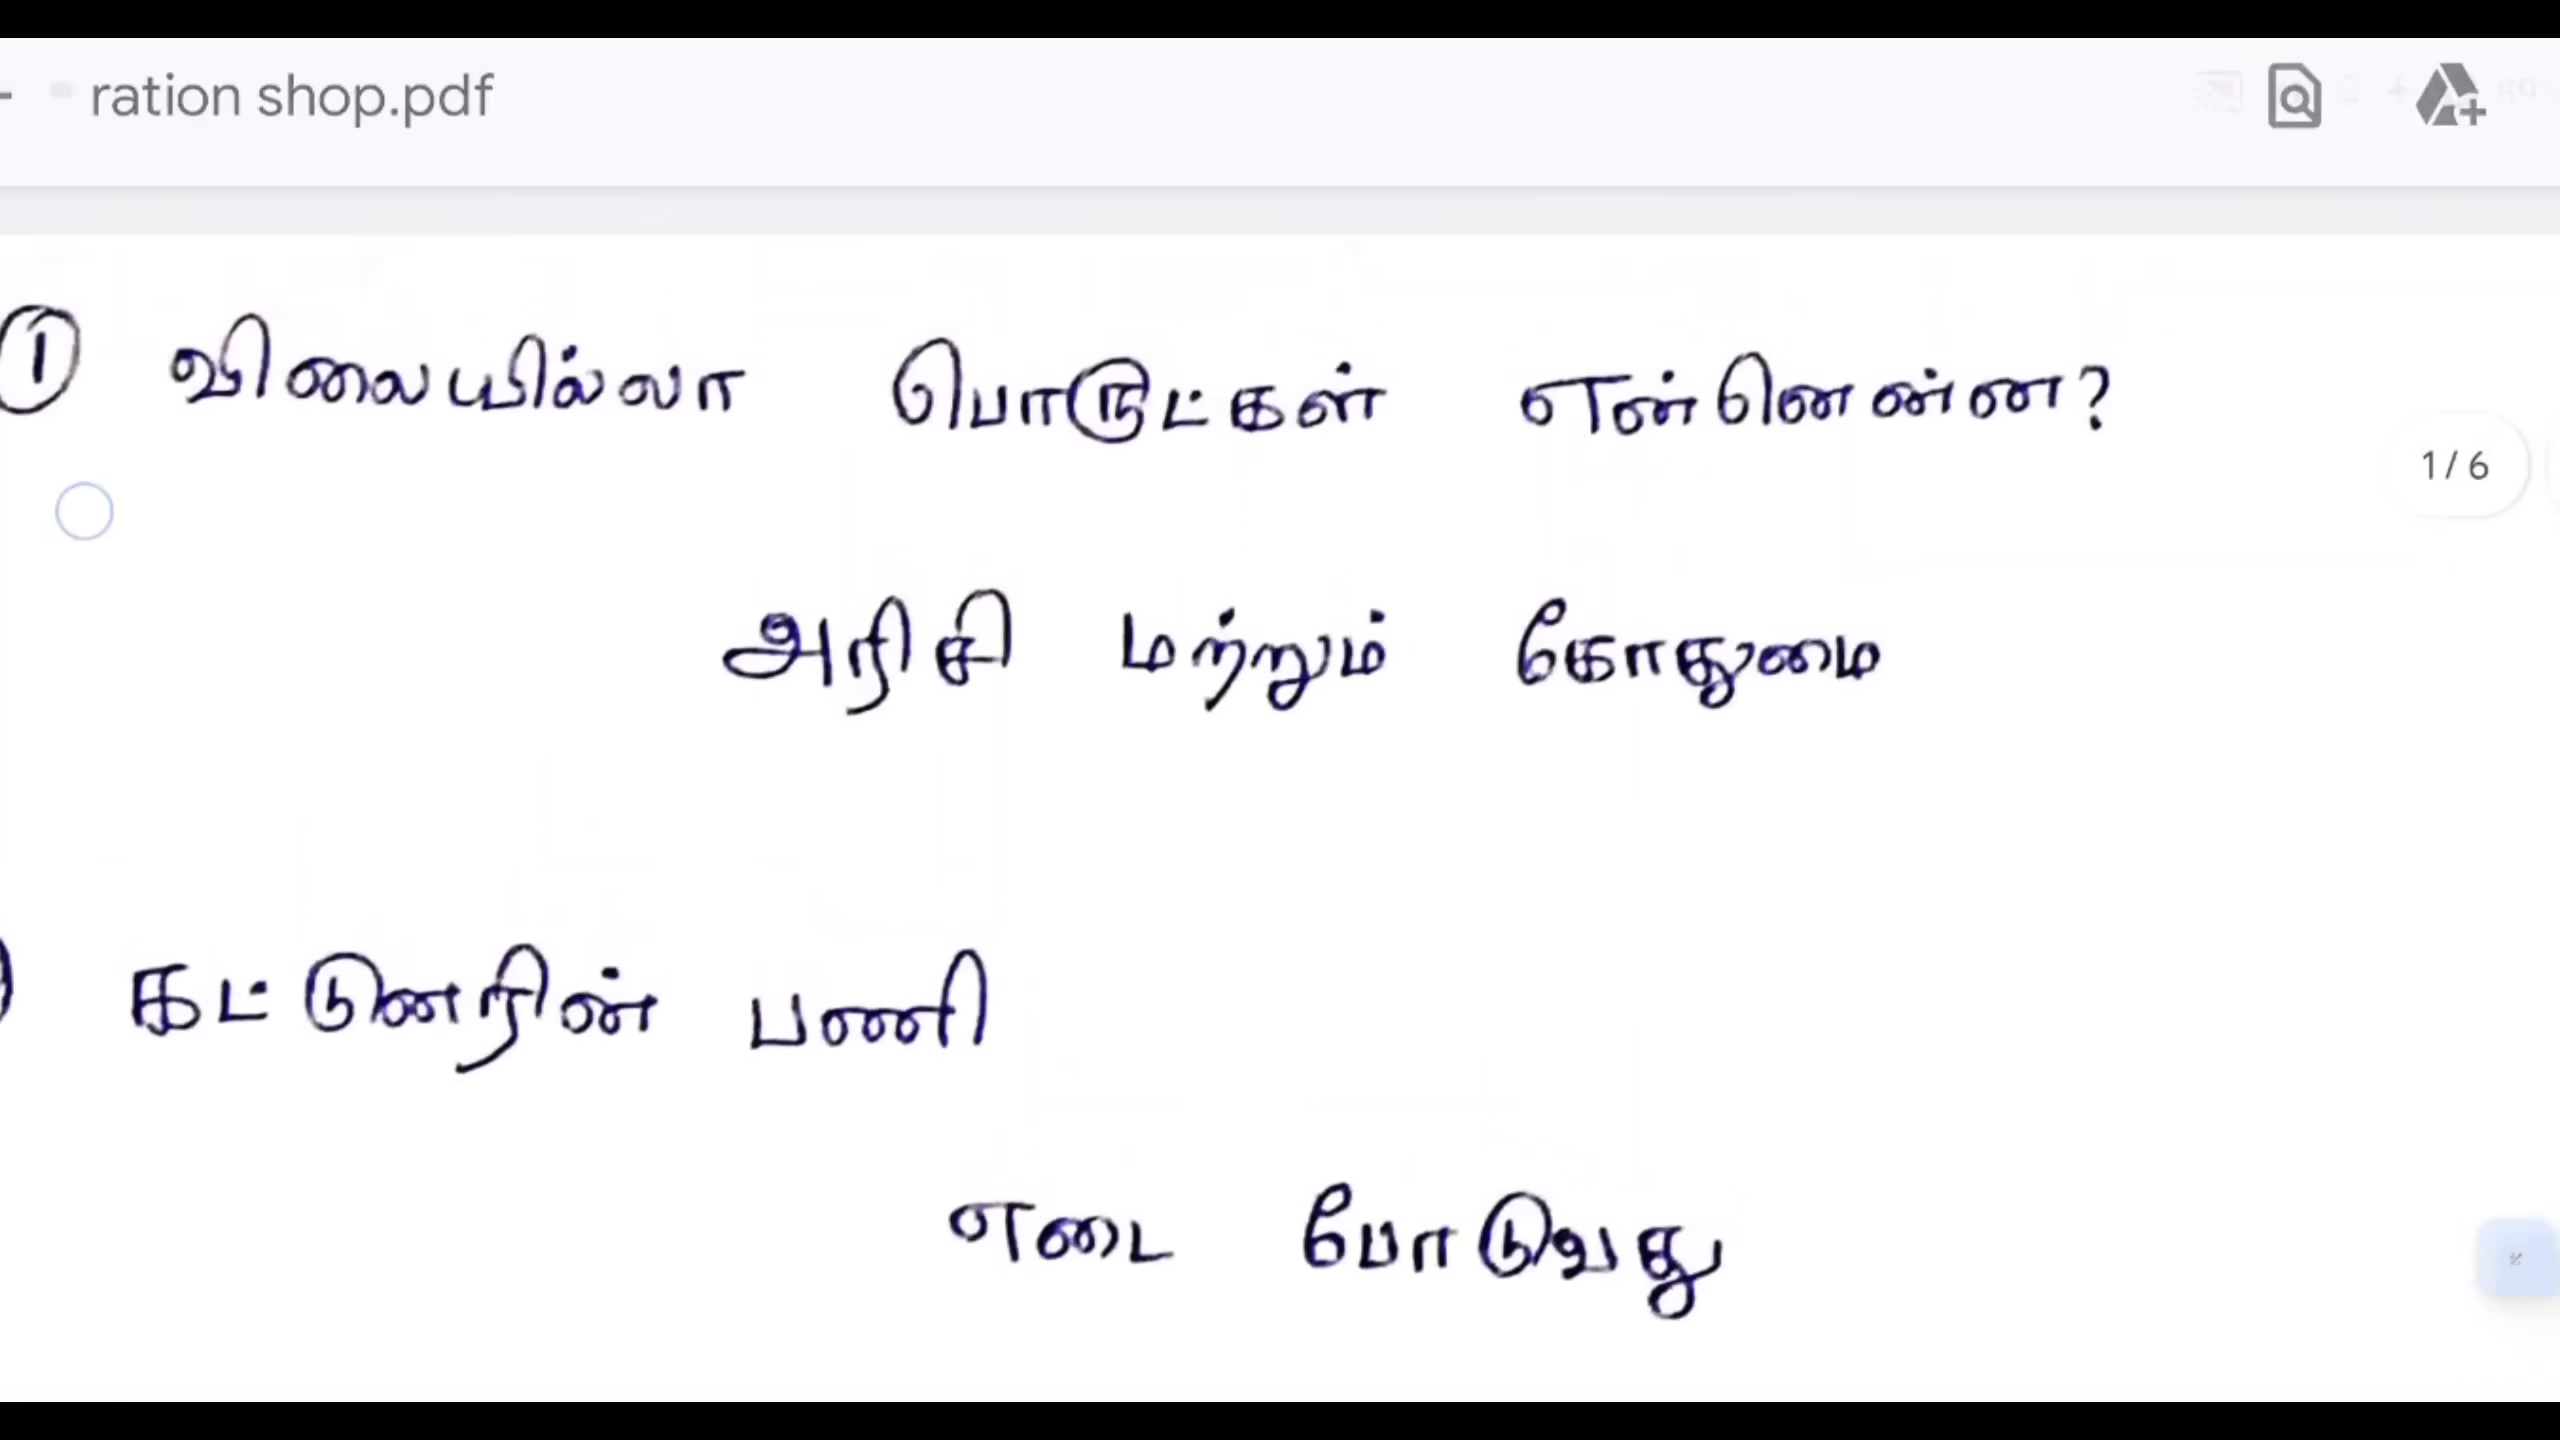 ration shop.pdf
① விலையில்லா பொருட்கள் என்னென்ன?
1 / 6
அரிசி மற்றும் கோதுமை
கட்டுனரின் பணி
எடை போடுவது